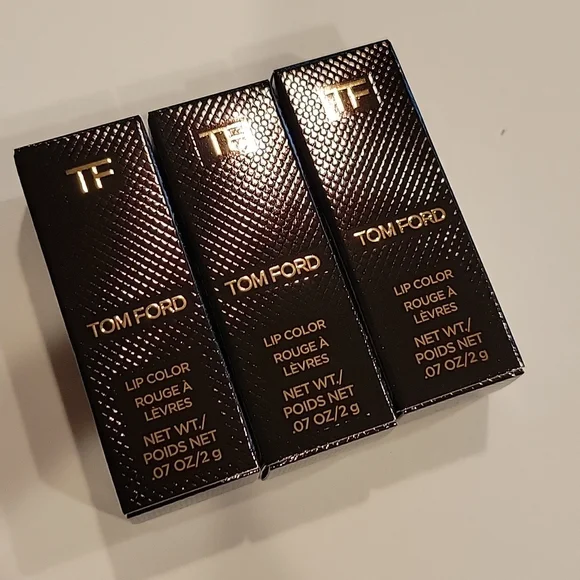 TF
TOM FORD
LIP COLOR
ROUGE À
LÈVRES
NET WT./
POIDS NET
.07 OZ/2 g
TF
TOM FORD
LIP COLOR
ROUGE À
LÈVRES
NET WT./
POIDS NET
.07 OZ/2 g
TF
TOM FORD
LIP COLOR
ROUGE À
LÈVRES
NET WT./
POIDS NET
.07 OZ/2 g